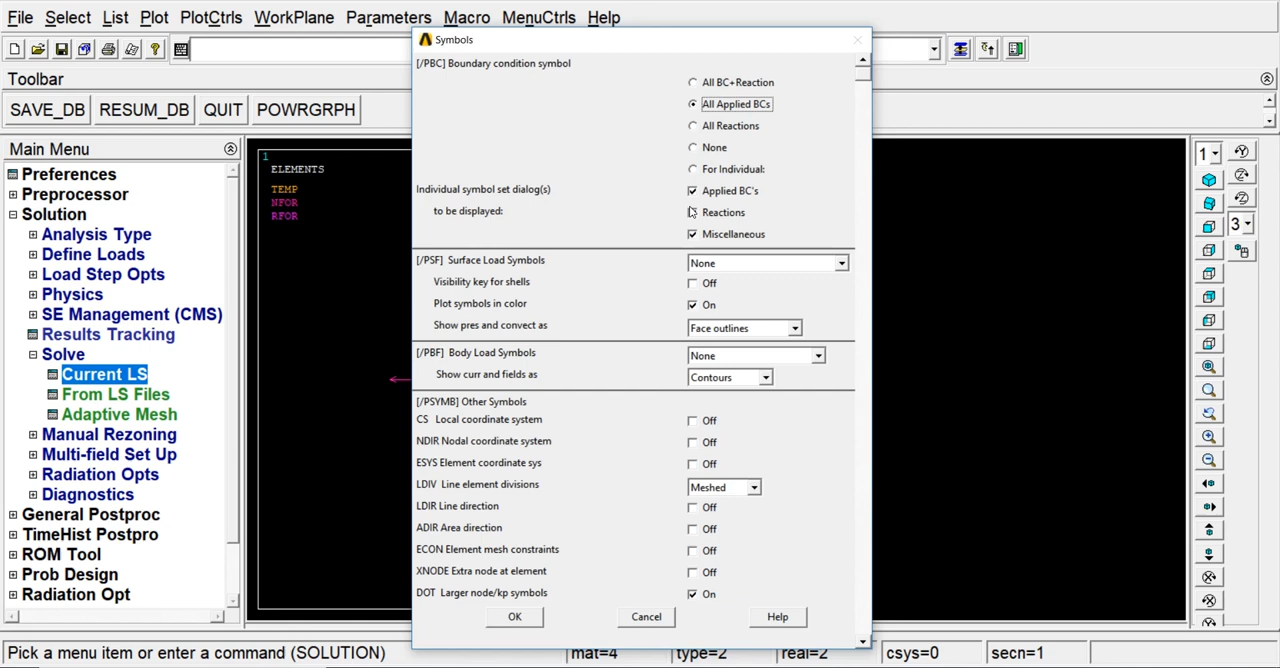 File Select List Plot PlotCtrls WorkPlane Parameters Macro MenuCtrls Help
Symbols
Toolbar
SAVE_DB RESUM_DB QUIT POWRGRPH
Main Menu
Preferences
Preprocessor
Solution
Analysis Type
Define Loads
Load Step Opts
Physics
SE Management (CMS)
Results Tracking
Solve
Current LS
From LS Files
Adaptive Mesh
Manual Rezoning
Multi-field Set Up
Radiation Opts
Diagnostics
General Postproc
TimeHist Postpro
ROM Tool
Prob Design
Radiation Opt
1
ELEMENTS
TEMP
NFOR
RFOR
[/PBC] Boundary condition symbol
All BC+Reaction
All Applied BCs
All Reactions
None
For Individual:
Individual symbol set dialog(s) Applied BC's
to be displayed: Reactions
Miscellaneous
[/PSF] Surface Load Symbols None
Visibility key for shells Off
Plot symbols in color On
Show pres and convect as Face outlines
[/PBF] Body Load Symbols None
Show curr and fields as Contours
[/PSYMB] Other Symbols
CS Local coordinate system Off
NDIR Nodal coordinate system Off
ESYS Element coordinate sys Off
LDIV Line element divisions Meshed
LDIR Line direction Off
ADIR Area direction Off
ECON Element mesh constraints Off
XNODE Extra node at element Off
DOT Larger node/kp symbols On
OK Cancel Help
1
3
Pick a menu item or enter a command (SOLUTION) mat=4 type=2 real=2 csys=0 secn=1